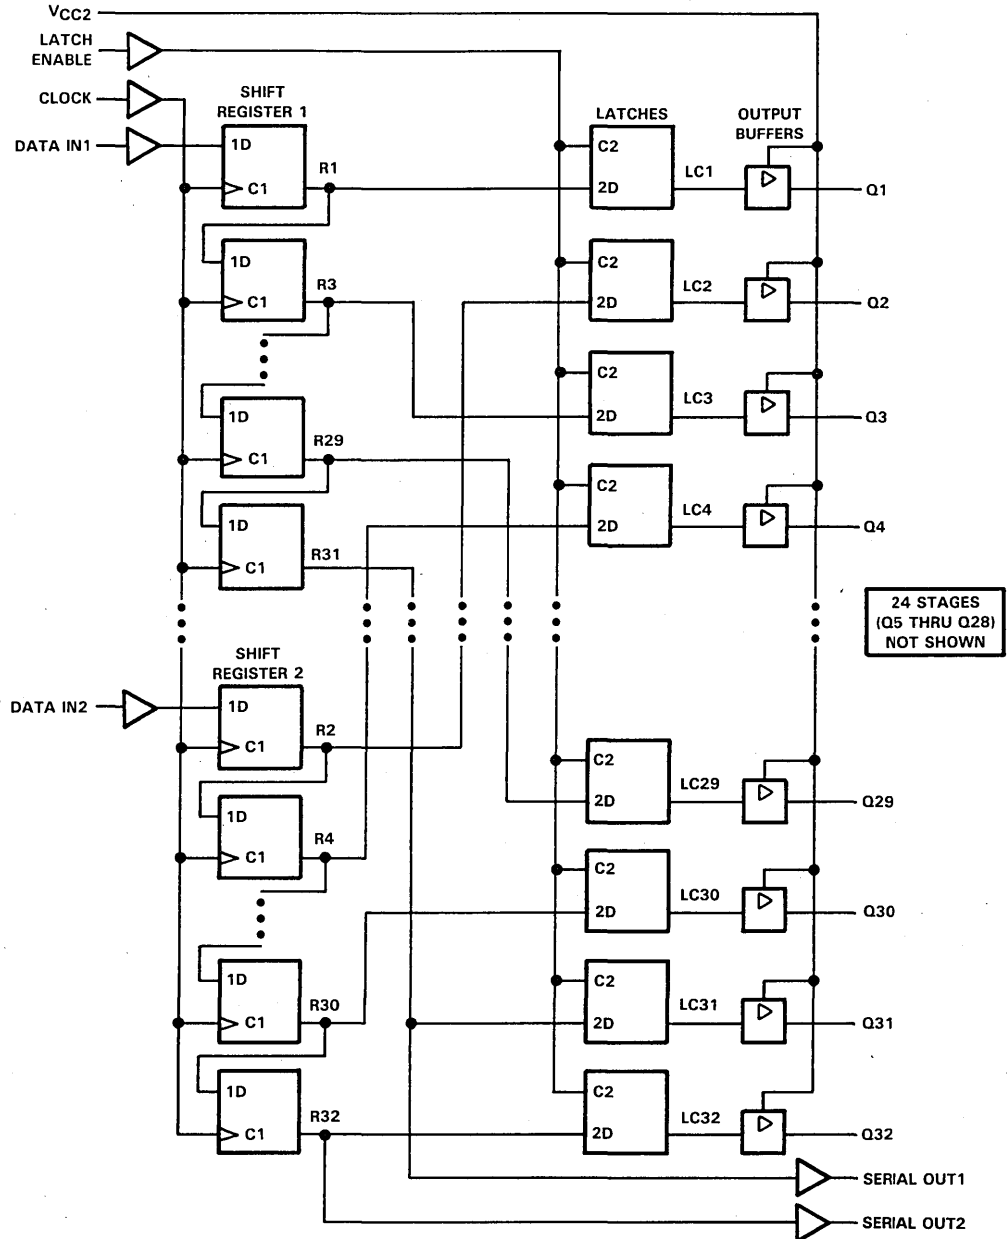 VCC2
LATCH
ENABLE
CLOCK
DATA IN1
SHIFT
REGISTER 1
1D
C1
R1
1D
C1
R3
1D
C1
R29
1D
C1
R31
SHIFT
REGISTER 2
DATA IN2
1D
C1
R2
1D
C1
R4
1D
C1
R30
1D
C1
R32
LATCHES
OUTPUT
BUFFERS
C2
2D
LC1
Q1
C2
2D
LC2
Q2
C2
2D
LC3
Q3
C2
2D
LC4
Q4
24 STAGES
(Q5 THRU Q28)
NOT SHOWN
C2
2D
LC29
Q29
C2
2D
LC30
Q30
C2
2D
LC31
Q31
C2
2D
LC32
Q32
SERIAL OUT1
SERIAL OUT2